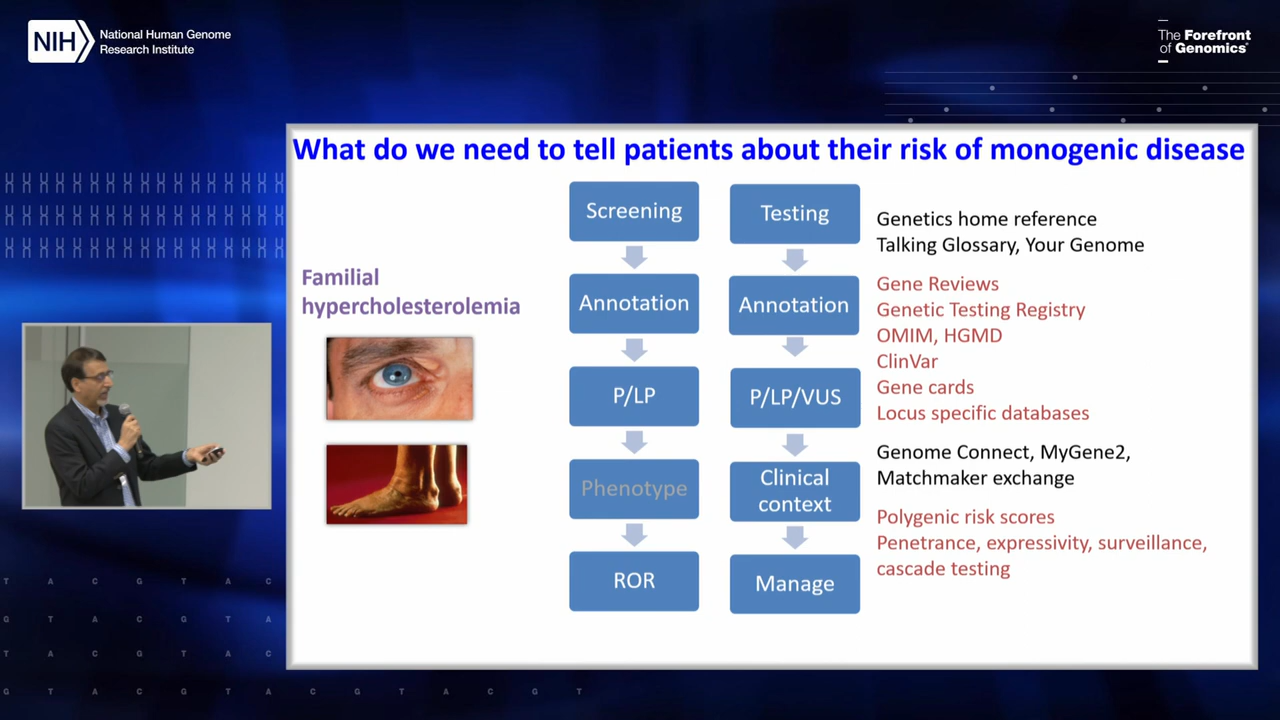 NIH
National Human Genome
Research Institute
The Forefront
of Genomics®
What do we need to tell patients about their risk of monogenic disease
Familial
hypercholesterolemia
Screening
Annotation
P/LP
Phenotype
ROR
Testing
Annotation
P/LP/VUS
Clinical
context
Manage
Genetics home reference
Talking Glossary, Your Genome
Gene Reviews
Genetic Testing Registry
OMIM, HGMD
ClinVar
Gene cards
Locus specific databases
Genome Connect, MyGene2,
Matchmaker exchange
Polygenic risk scores
Penetrance, expressivity, surveillance,
cascade testing
T A C G T A C
G T A C G T A
T A C G T A C
G T A C G T A C G T A C G T